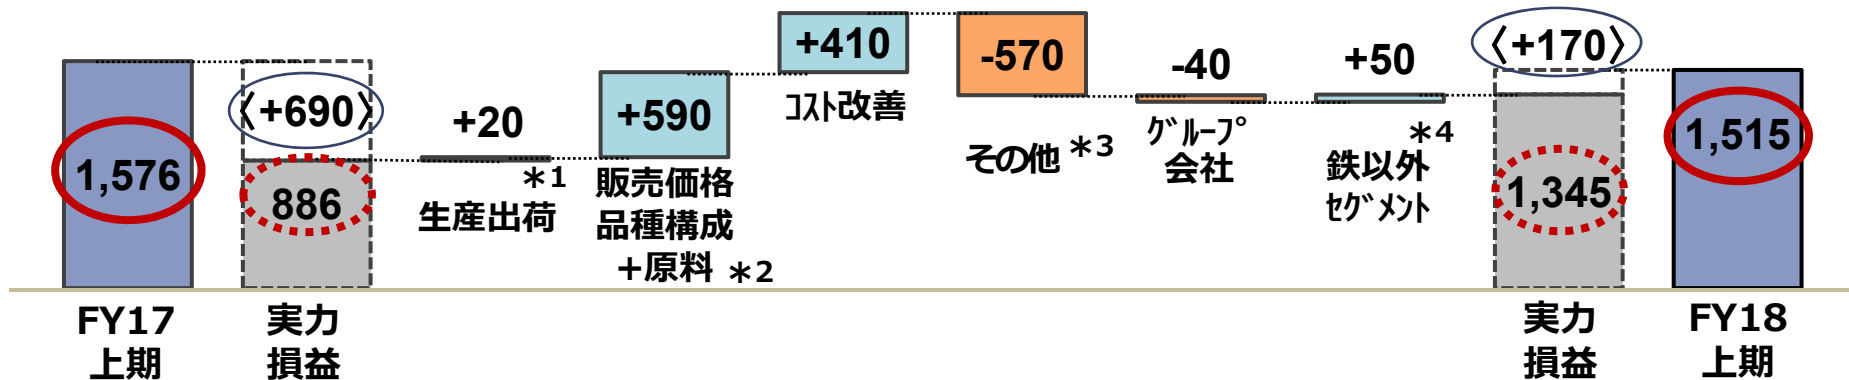 1,576
FY17
上期
〈+690〉
886
実力
損益
+20
＊1
生産出荷
+590
販売価格
品種構成
＋原料 ＊2
+410
ｺｽﾄ改善
-570
その他 ＊3
-40
ｸﾞﾙｰﾌﾟ
会社
+50
＊4
鉄以外
ｾｸﾞﾒﾝﾄ
〈+170〉
1,345
実力
損益
1,515
FY18
上期